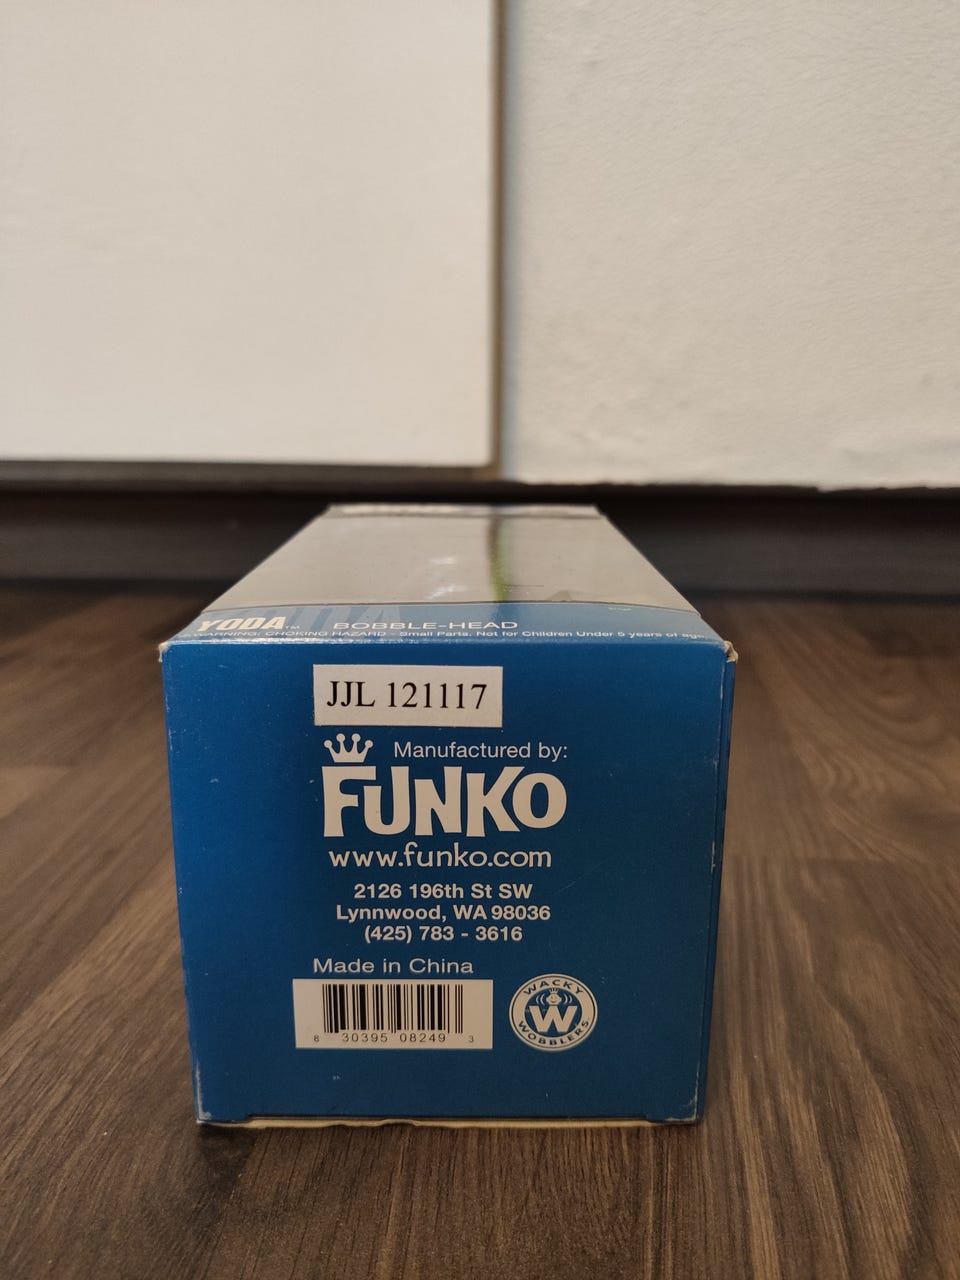 YODA™ BOBBLE-HEAD
WARNING: CHOKING HAZARD - Small Parts. Not for Children Under 5 years of age.
JJL 121117
Manufactured by:
FUNKO
www.funko.com
2126 196th St SW
Lynnwood, WA 98036
(425) 783 - 3616
Made in China
8 30395 08249 3
WACKY
W
WOBBLERS